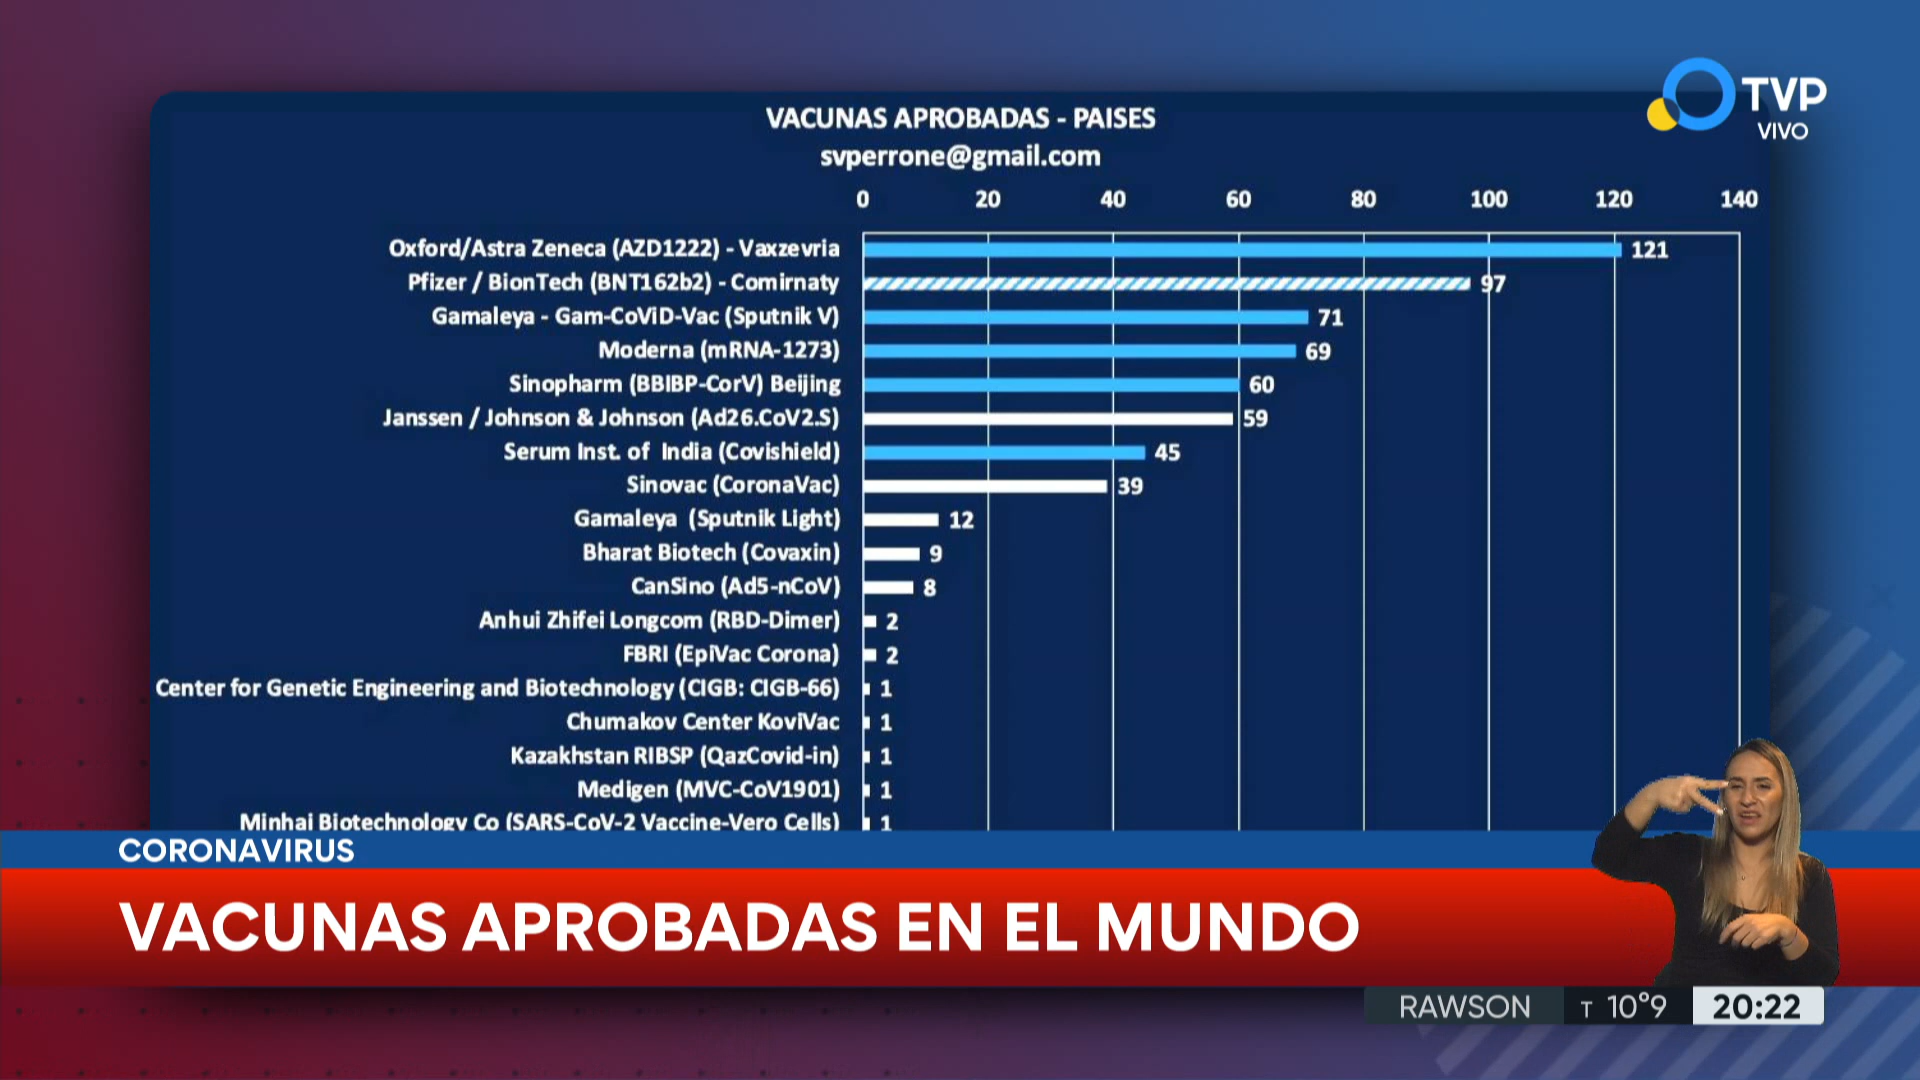 TVP
VIVO
VACUNAS APROBADAS - PAISES
svperrone@gmail.com
0 20 40 60 80 100 120 140
Oxford/Astra Zeneca (AZD1222) - Vaxzevria 121
Pfizer / BionTech (BNT162b2) - Comirnaty 97
Gamaleya - Gam-CoViD-Vac (Sputnik V) 71
Moderna (mRNA-1273) 69
Sinopharm (BBIBP-CorV) Beijing 60
Janssen / Johnson & Johnson (Ad26.CoV2.S) 59
Serum Inst. of India (Covishield) 45
Sinovac (CoronaVac) 39
Gamaleya (Sputnik Light) 12
Bharat Biotech (Covaxin) 9
CanSino (Ad5-nCoV) 8
Anhui Zhifei Longcom (RBD-Dimer) 2
FBRI (EpiVac Corona) 2
Center for Genetic Engineering and Biotechnology (CIGB: CIGB-66) 1
Chumakov Center KoviVac 1
Kazakhstan RIBSP (QazCovid-in) 1
Medigen (MVC-CoV1901) 1
Minhai Biotechnology Co (SARS-CoV-2 Vaccine-Vero Cells) 1
CORONAVIRUS
VACUNAS APROBADAS EN EL MUNDO
RAWSON T 10°9 20:22